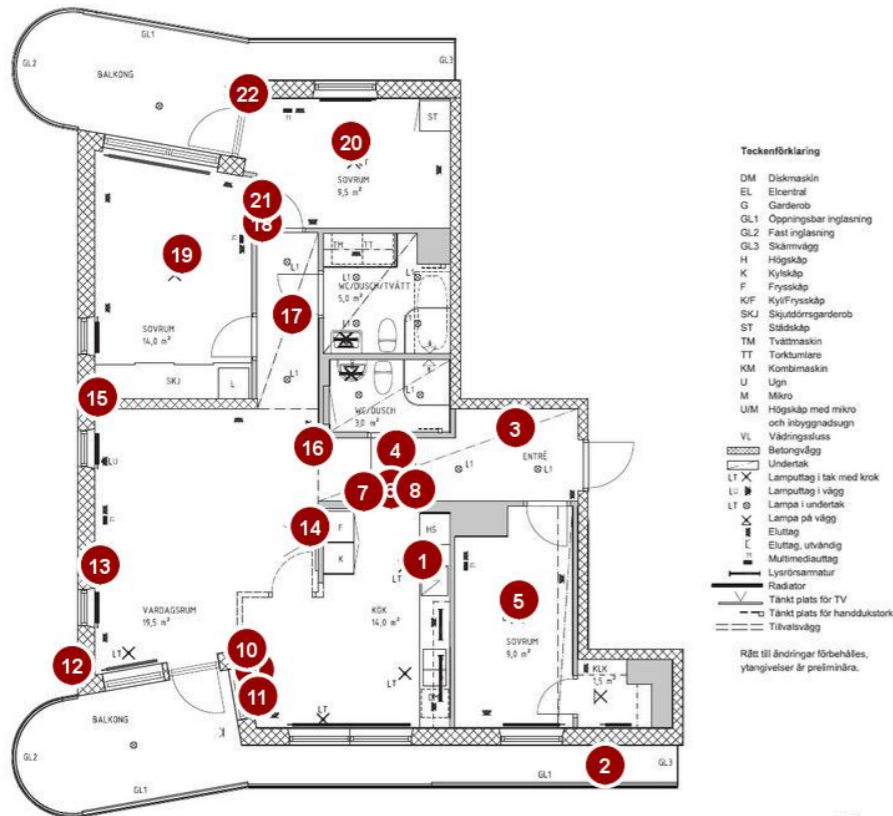 GL1
GL2
BALKONG
GL3
22
ST
20
SOVRUM
9,5 m²
21
18
19
L1
TM
TT
L1
L1
WC/DUSCH/TVÄTT
5,0 m²
17
SOVRUM
14,0 m²
L1
L1
SKJ
L
15
L1
L1
WC/DUSCH
3,0 m²
16
4
3
ENTRÉ
L1
L1
LU
7
6
8
14
F
K
HS
1
LT
13
VARDAGSRUM
19,5 m²
KÖK
14,0 m²
5
SOVRUM
9,0 m²
12
LT
10
11
LT
DM
LT
KLK
1,5 m²
BALKONG
GL2
GL1
GL1
2
GL3
Teckenförklaring
DM Diskmaskin
EL Elcentral
G Garderob
GL1 Öppningsbar inglasning
GL2 Fast inglasning
GL3 Skärmvägg
H Högskåp
K Kylskåp
F Frysskåp
K/F Kyl/Frysskåp
SKJ Skjutdörrsgarderob
ST Städskåp
TM Tvättmaskin
TT Torktumlare
KM Kombimaskin
U Ugn
M Mikro
U/M Högskåp med mikro
och inbyggnadsugn
VL Vädringssluss
Betongvägg
Undertak
LT Lamputtag i tak med krok
LU Lamputtag i vägg
LT Lampa i undertak
Lampa på vägg
Eluttag
Eluttag, utvändig
Multimediauttag
Lysrörsarmatur
Radiator
Tänkt plats för TV
Tänkt plats för handdukstork
Tillvalsvägg
Rätt till ändringar förbehålles,
ytangivelser är preliminära.